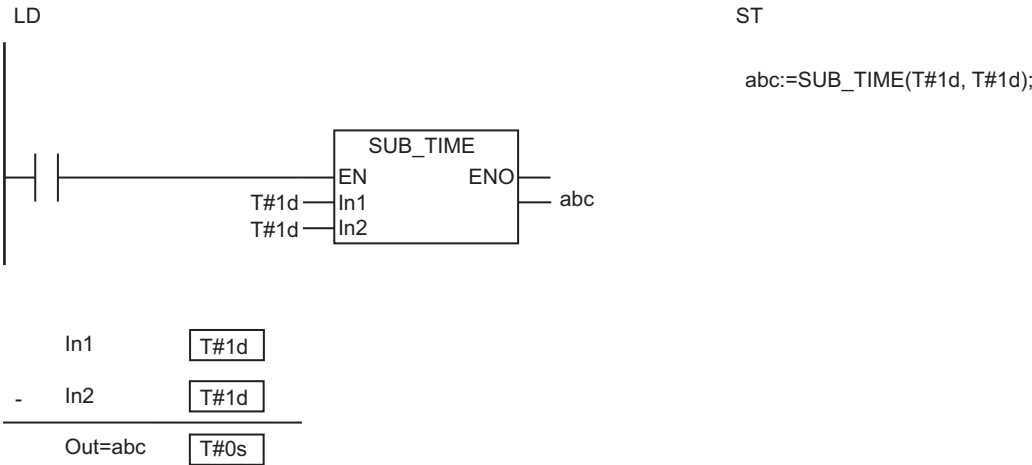 LD
ST
abc:=SUB_TIME(T#1d, T#1d);
SUB_TIME
EN ENO
T#1d In1 abc
T#1d In2
In1 T#1d
- In2 T#1d
Out=abc T#0s